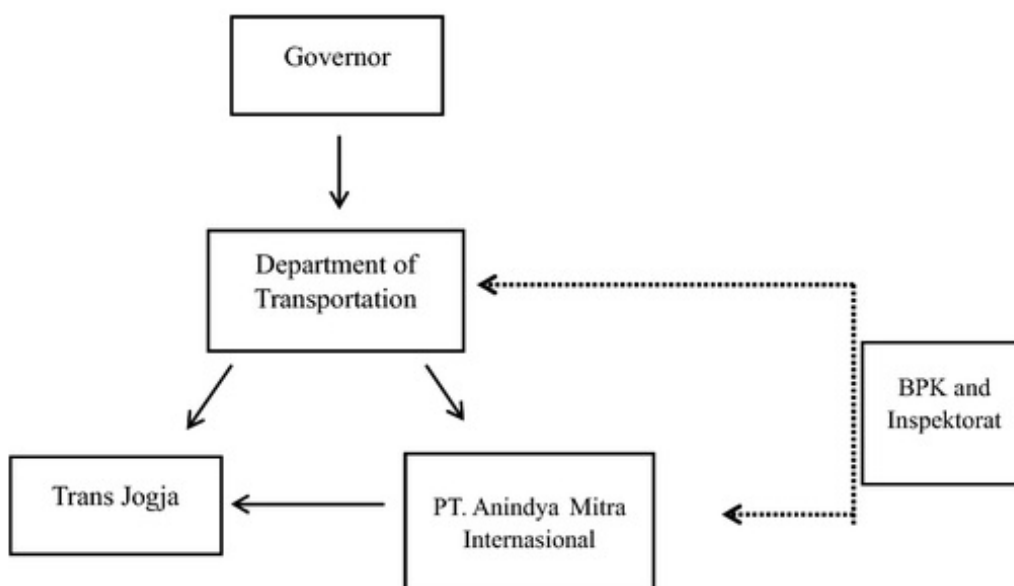 Governor
Department of
Transportation
BPK and
Inspektorat
Trans Jogja
PT. Anindya Mitra
Internasional